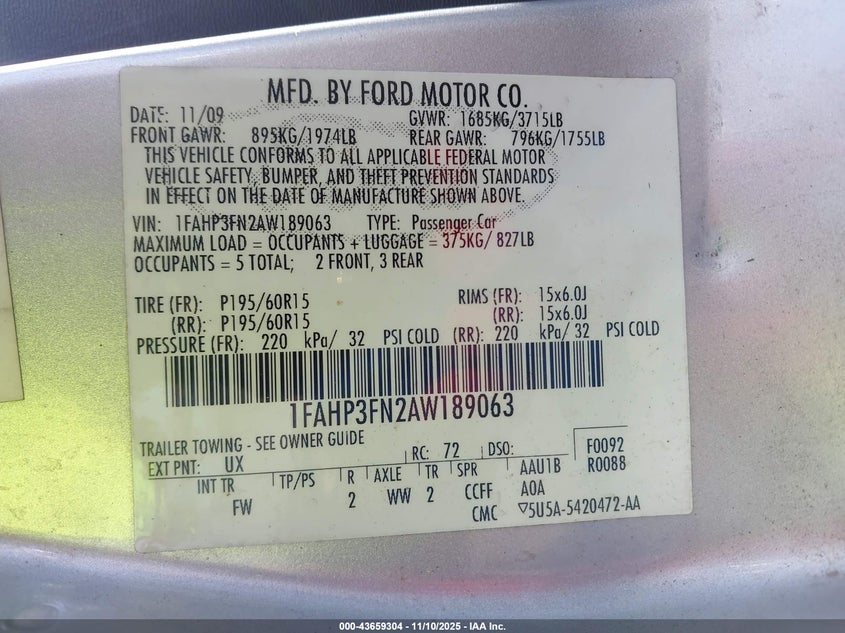 MFD. BY FORD MOTOR CO.
DATE: 11/09 GVWR: 1685KG/3715LB
FRONT GAWR: 895KG/1974LB REAR GAWR: 796KG/1755LB
THIS VEHICLE CONFORMS TO ALL APPLICABLE FEDERAL MOTOR
VEHICLE SAFETY, BUMPER, AND THEFT PREVENTION STANDARDS
IN EFFECT ON THE DATE OF MANUFACTURE SHOWN ABOVE.
VIN: 1FAHP3FN2AW189063 TYPE: Passenger Car
MAXIMUM LOAD = OCCUPANTS + LUGGAGE = 375KG/ 827LB
OCCUPANTS = 5 TOTAL; 2 FRONT, 3 REAR
TIRE (FR): P195/60R15 RIMS (FR): 15x6.0J
(RR): P195/60R15 (RR): 15x6.0J
PRESSURE (FR): 220 kPa/ 32 PSI COLD (RR): 220 kPa/ 32 PSI COLD
1FAHP3FN2AW189063
TRAILER TOWING - SEE OWNER GUIDE
EXT PNT: UX RC: 72 DSO: F0092
R0088
INT TR TP/PS R AXLE TR SPR AAU1B
FW 2 WW 2 CCFF AOA
CMC ▽5U5A-5420472-AA
000-43659304 — 11/10/2025 — IAA Inc.